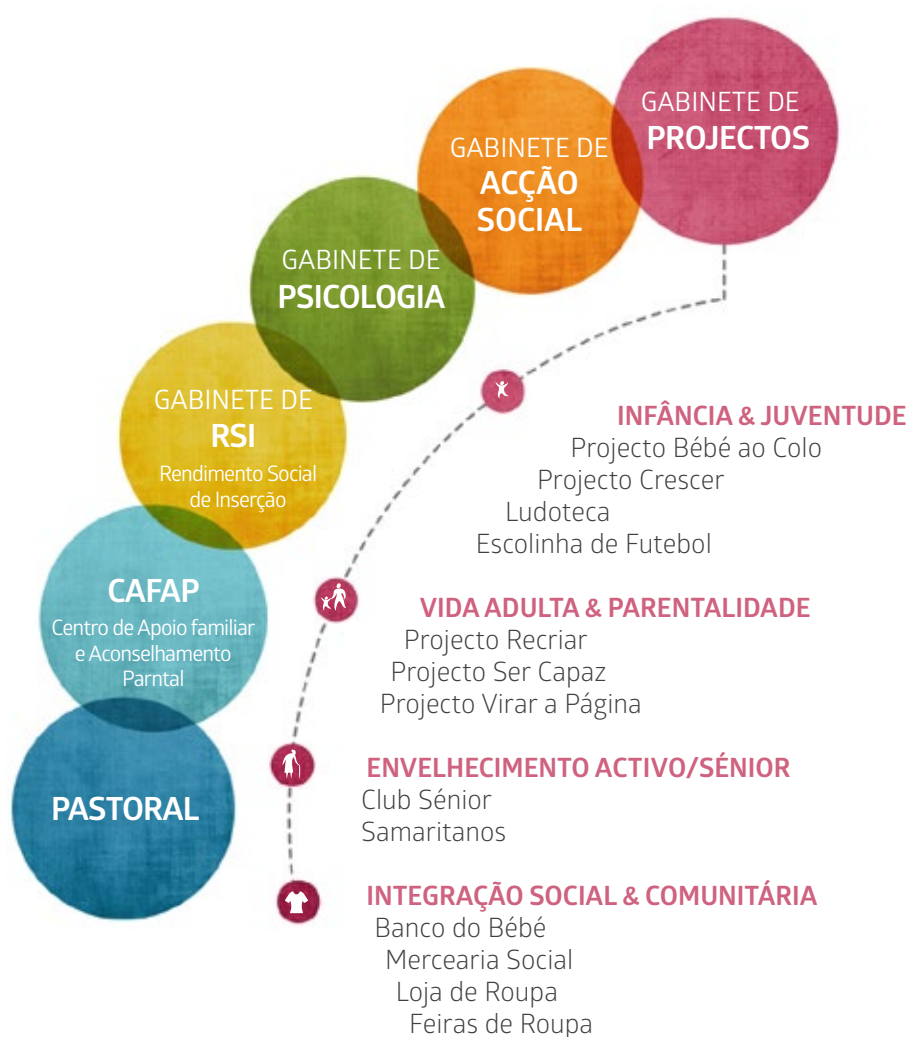 GABINETE DE
PROJECTOS
GABINETE DE
ACÇÃO
SOCIAL
GABINETE DE
PSICOLOGIA
GABINETE DE
RSI
Rendimento Social
de Inserção
CAFAP
Centro de Apoio familiar
e Aconselhamento
Parntal
PASTORAL
INFÂNCIA & JUVENTUDE
Projecto Bébé ao Colo
Projecto Crescer
Ludoteca
Escolinha de Futebol
VIDA ADULTA & PARENTALIDADE
Projecto Recriar
Projecto Ser Capaz
Projecto Virar a Página
ENVELHECIMENTO ACTIVO/SÉNIOR
Club Sénior
Samaritanos
INTEGRAÇÃO SOCIAL & COMUNITÁRIA
Banco do Bébé
Mercearia Social
Loja de Roupa
Feiras de Roupa